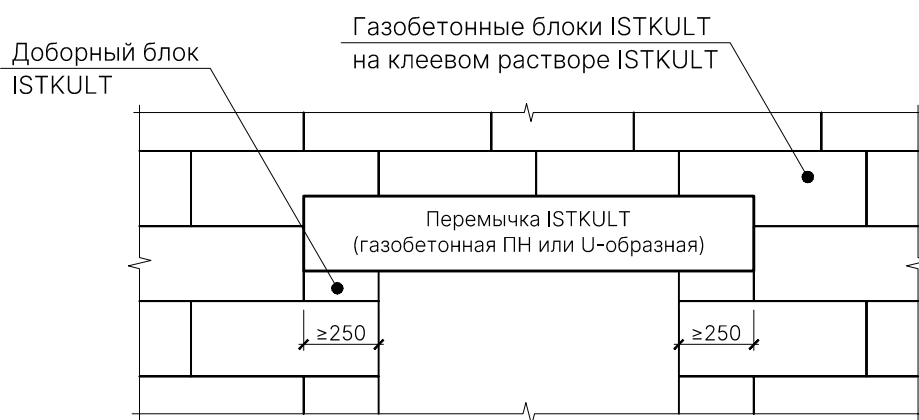 Доборный блок
ISTKULT
Газобетонные блоки ISTKULT
на клеевом растворе ISTKULT
Перемычка ISTKULT
(газобетонная ПН или U-образная)
≥250
≥250